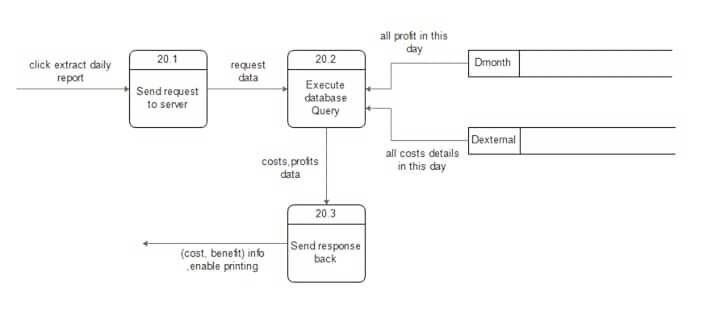 all profit in this
day
20.1
20.2
click extract daily
report
request
data
Dmonth
Send request
to server
Execute
database
Query
Dexternal
all costs details
in this day
costs,profits
data
20.3
(cost, benefit) info
,enable printing
Send response
back